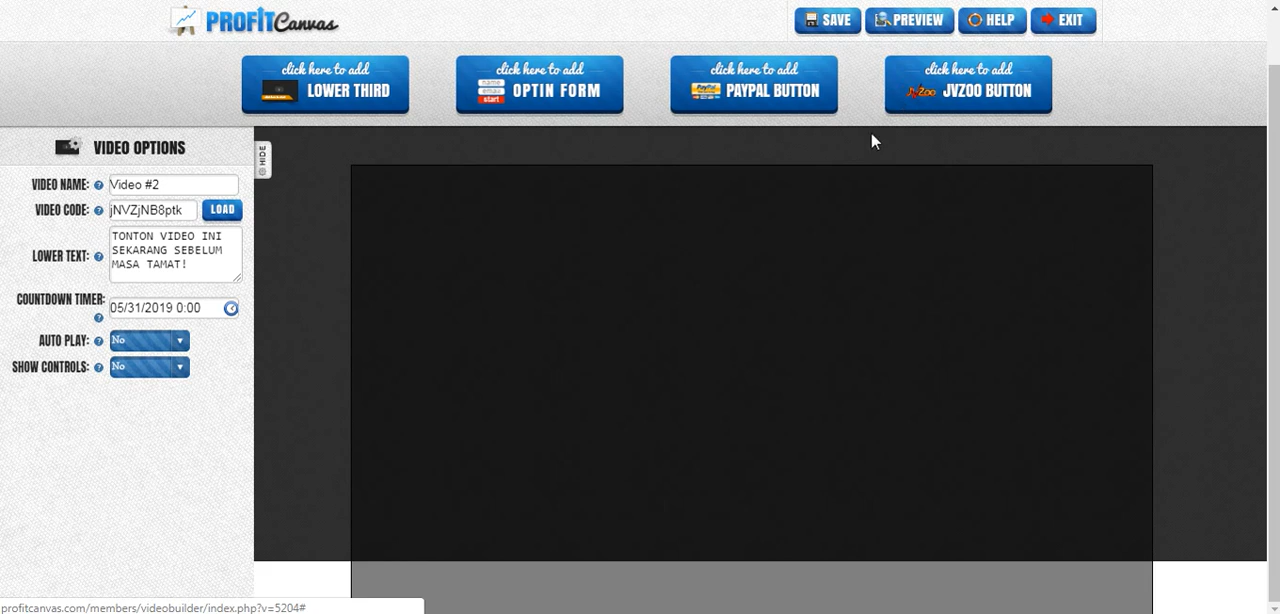 PROFITCanvas
SAVE
PREVIEW
HELP
EXIT
click here to add
LOWER THIRD
click here to add
name
email
start
OPTIN FORM
click here to add
PayPal
PAYPAL BUTTON
click here to add
JVZoo
JVZOO BUTTON
VIDEO OPTIONS
HIDE
VIDEO NAME: ? Video #2
VIDEO CODE: ? jNVZjNB8ptk LOAD
LOWER TEXT: ? TONTON VIDEO INI
SEKARANG SEBELUM
MASA TAMAT!
COUNTDOWN TIMER: ? 05/31/2019 0:00
AUTO PLAY: ? No
SHOW CONTROLS: ? No
profitcanvas.com/members/videobuilder/index.php?v=5204#